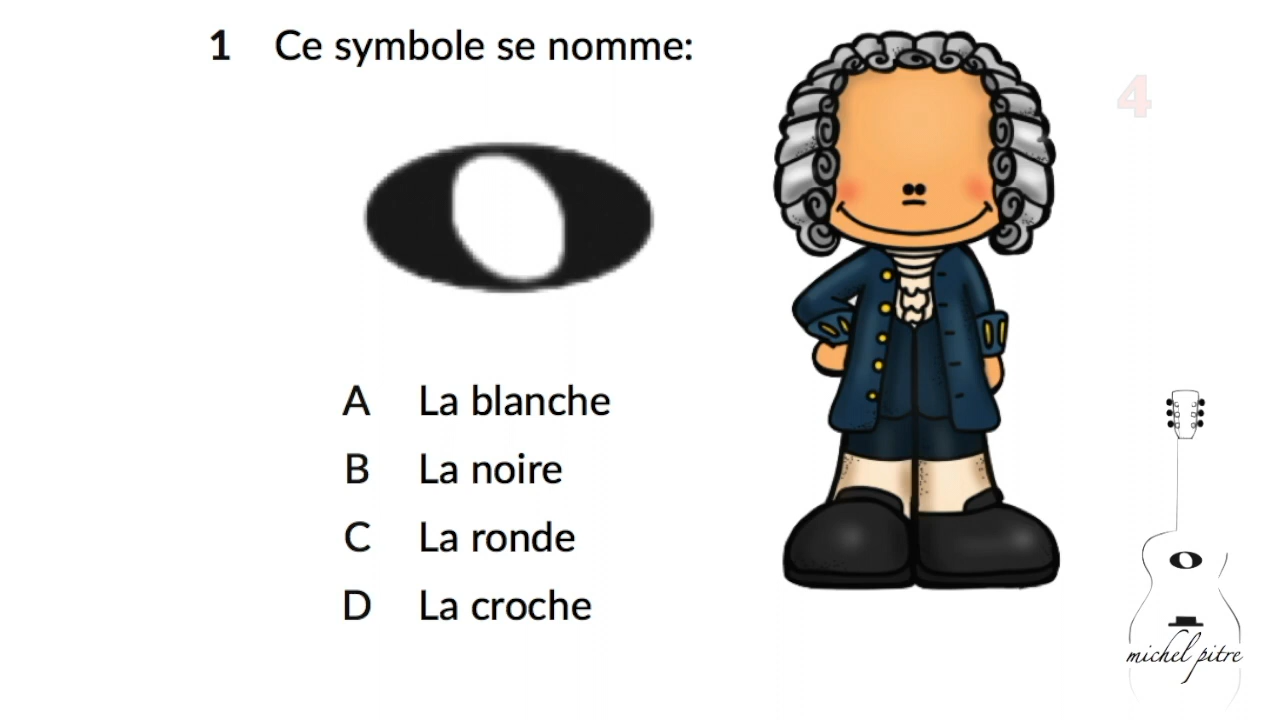 1 Ce symbole se nomme:
4
A La blanche
B La noire
C La ronde
D La croche
michel pitre